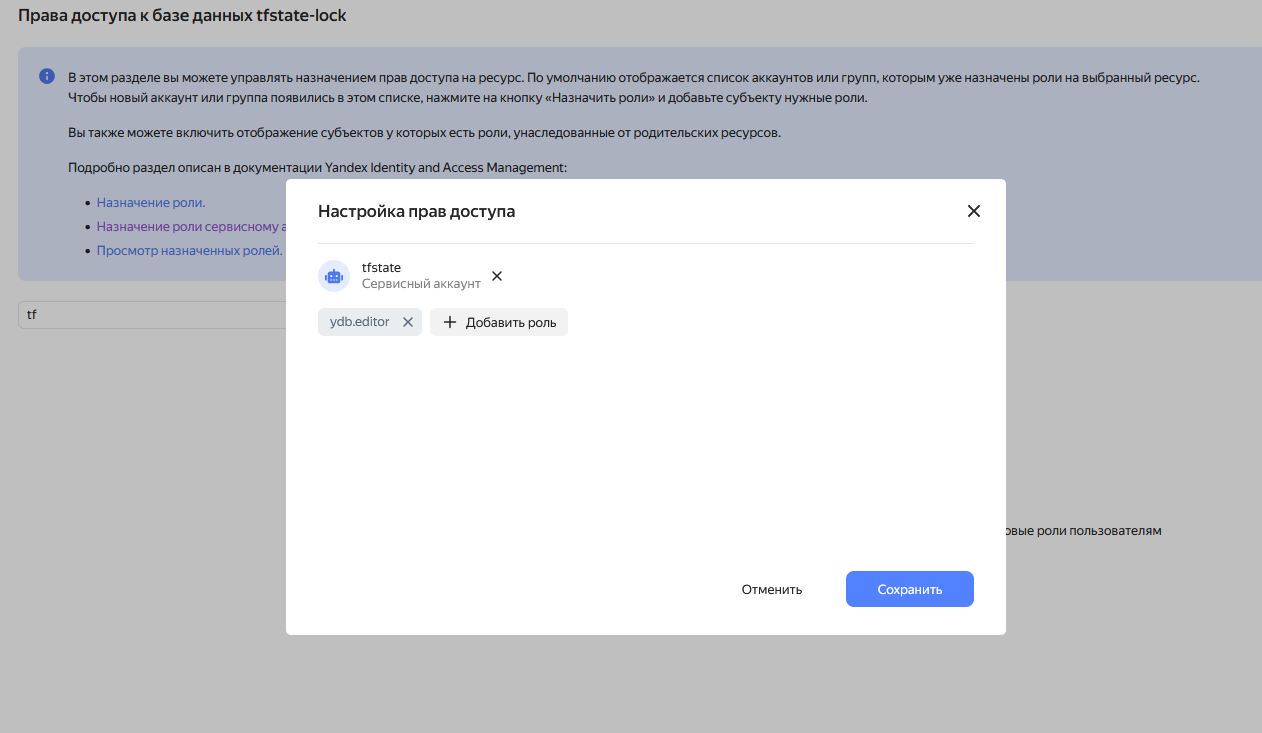 Права доступа к базе данных tfstate-lock
В этом разделе вы можете управлять назначением прав доступа на ресурс. По умолчанию отображается список аккаунтов или групп, которым уже назначены роли на выбранный ресурс.
Чтобы новый аккаунт или группа появились в этом списке, нажмите на кнопку «Назначить роли» и добавьте субъекту нужные роли.
Вы также можете включить отображение субъектов у которых есть роли, унаследованные от родительских ресурсов.
Подробно раздел описан в документации Yandex Identity and Access Management:
• Назначение роли.
• Назначение роли сервисному а
• Просмотр назначенных ролей.
tf
Настройка прав доступа
tfstate
Сервисный аккаунт
ydb.editor
Добавить роль
роли пользователям
Отменить
Сохранить